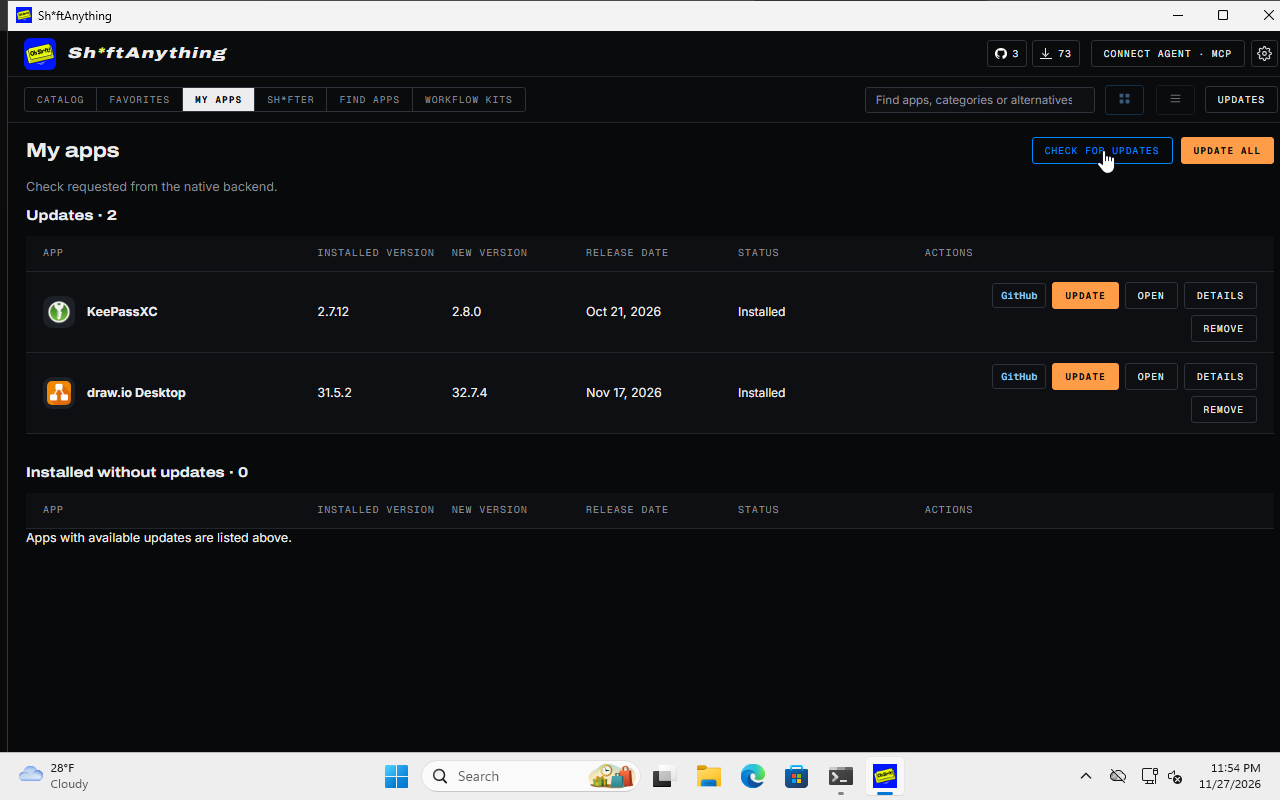 Sh*ftAnything
Oh Sh*ft!
Sh*ftAnything
3
73
CONNECT AGENT · MCP
CATALOG
FAVORITES
MY APPS
SH*FTER
FIND APPS
WORKFLOW KITS
Find apps, categories or alternatives
UPDATES
My apps
CHECK FOR UPDATES
UPDATE ALL
Check requested from the native backend.
Updates · 2
APP INSTALLED VERSION NEW VERSION RELEASE DATE STATUS ACTIONS
KeePassXC 2.7.12 2.8.0 Oct 21, 2026 Installed GitHub UPDATE OPEN DETAILS
REMOVE
draw.io Desktop 31.5.2 32.7.4 Nov 17, 2026 Installed GitHub UPDATE OPEN DETAILS
REMOVE
Installed without updates · 0
APP INSTALLED VERSION NEW VERSION RELEASE DATE STATUS ACTIONS
Apps with available updates are listed above.
28°F
Cloudy
Search
11:54 PM
11/27/2026